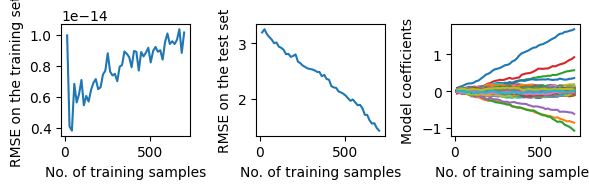 1e−14
RMSE on the training set
1.0
0.8
0.6
0.4
0
500
No. of training samples
RMSE on the test set
3
2
0
500
No. of training samples
Model coefficients
1
0
−1
0
500
No. of training sample